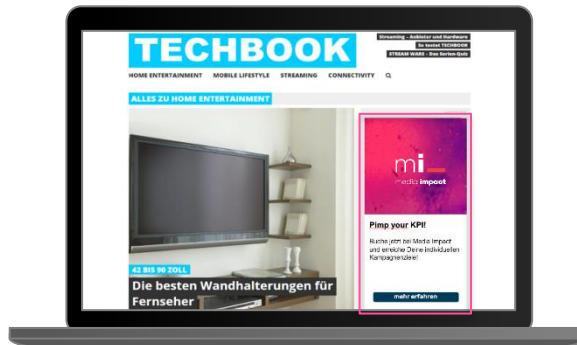 TECHBOOK
Streaming - Anbieter und Hardware
So testet TECHBOOK
STREAM WARS - Das Serien-Quiz
HOME ENTERTAINMENT MOBILE LIFESTYLE STREAMING CONNECTIVITY
ALLES ZU HOME ENTERTAINMENT
42 BIS 90 ZOLL
Die besten Wandhalterungen für
Fernseher
mi_
media impact
Pimp your KPI!
Buche jetzt bei Media Impact
und erreiche Deine individuellen
Kampagnenziele!
mehr erfahren